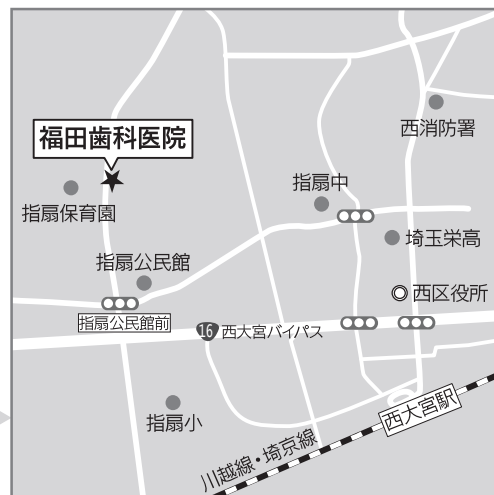 福田歯科医院
西消防署
指扇中
指扇保育園
埼玉栄高
指扇公民館
西区役所
指扇公民館前
16 西大宮バイパス
指扇小
西大宮駅
川越線・埼京線